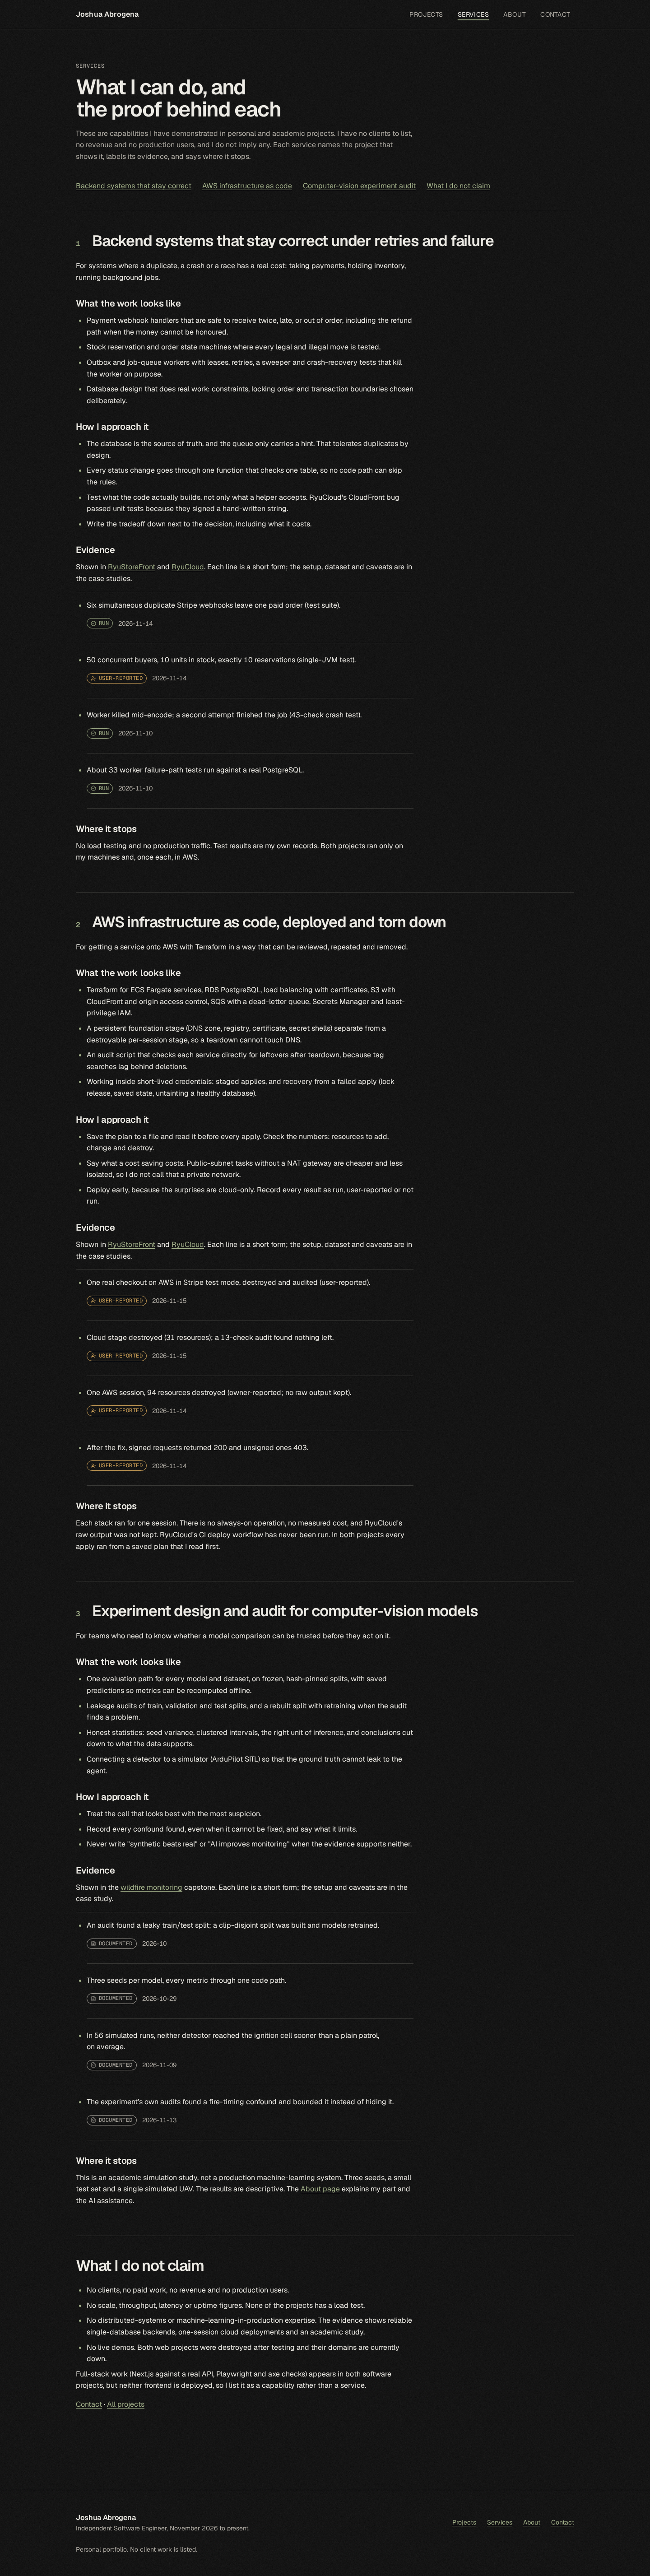 Joshua Abrogena
PROJECTS SERVICES ABOUT CONTACT
SERVICES
What I can do, and
the proof behind each
These are capabilities I have demonstrated in personal and academic projects. I have no clients to list,
no revenue and no production users, and I do not imply any. Each service names the project that
shows it, labels its evidence, and says where it stops.
Backend systems that stay correct AWS infrastructure as code Computer-vision experiment audit What I do not claim
1 Backend systems that stay correct under retries and failure
For systems where a duplicate, a crash or a race has a real cost: taking payments, holding inventory,
running background jobs.
What the work looks like
• Payment webhook handlers that are safe to receive twice, late, or out of order, including the refund
path when the money cannot be honoured.
• Stock reservation and order state machines where every legal and illegal move is tested.
• Outbox and job-queue workers with leases, retries, a sweeper and crash-recovery tests that kill
the worker on purpose.
• Database design that does real work: constraints, locking order and transaction boundaries chosen
deliberately.
How I approach it
• The database is the source of truth, and the queue only carries a hint. That tolerates duplicates by
design.
• Every status change goes through one function that checks one table, so no code path can skip
the rules.
• Test what the code actually builds, not only what a helper accepts. RyuCloud's CloudFront bug
passed unit tests because they signed a hand-written string.
• Write the tradeoff down next to the decision, including what it costs.
Evidence
Shown in RyuStoreFront and RyuCloud. Each line is a short form; the setup, dataset and caveats are in
the case studies.
• Six simultaneous duplicate Stripe webhooks leave one paid order (test suite).
RUN 2026-11-14
• 50 concurrent buyers, 10 units in stock, exactly 10 reservations (single-JVM test).
USER-REPORTED 2026-11-14
• Worker killed mid-encode; a second attempt finished the job (43-check crash test).
RUN 2026-11-10
• About 33 worker failure-path tests run against a real PostgreSQL.
RUN 2026-11-10
Where it stops
No load testing and no production traffic. Test results are my own records. Both projects ran only on
my machines and, once each, in AWS.
2 AWS infrastructure as code, deployed and torn down
For getting a service onto AWS with Terraform in a way that can be reviewed, repeated and removed.
What the work looks like
• Terraform for ECS Fargate services, RDS PostgreSQL, load balancing with certificates, S3 with
CloudFront and origin access control, SQS with a dead-letter queue, Secrets Manager and least-
privilege IAM.
• A persistent foundation stage (DNS zone, registry, certificate, secret shells) separate from a
destroyable per-session stage, so a teardown cannot touch DNS.
• An audit script that checks each service directly for leftovers after teardown, because tag
searches lag behind deletions.
• Working inside short-lived credentials: staged applies, and recovery from a failed apply (lock
release, saved state, untainting a healthy database).
How I approach it
• Save the plan to a file and read it before every apply. Check the numbers: resources to add,
change and destroy.
• Say what a cost saving costs. Public-subnet tasks without a NAT gateway are cheaper and less
isolated, so I do not call that a private network.
• Deploy early, because the surprises are cloud-only. Record every result as run, user-reported or not
run.
Evidence
Shown in RyuStoreFront and RyuCloud. Each line is a short form; the setup, dataset and caveats are in
the case studies.
• One real checkout on AWS in Stripe test mode, destroyed and audited (user-reported).
USER-REPORTED 2026-11-15
• Cloud stage destroyed (31 resources); a 13-check audit found nothing left.
USER-REPORTED 2026-11-15
• One AWS session, 94 resources destroyed (owner-reported; no raw output kept).
USER-REPORTED 2026-11-14
• After the fix, signed requests returned 200 and unsigned ones 403.
USER-REPORTED 2026-11-14
Where it stops
Each stack ran for one session. There is no always-on operation, no measured cost, and RyuCloud's
raw output was not kept. RyuCloud's CI deploy workflow has never been run. In both projects every
apply ran from a saved plan that I read first.
3 Experiment design and audit for computer-vision models
For teams who need to know whether a model comparison can be trusted before they act on it.
What the work looks like
• One evaluation path for every model and dataset, on frozen, hash-pinned splits, with saved
predictions so metrics can be recomputed offline.
• Leakage audits of train, validation and test splits, and a rebuilt split with retraining when the audit
finds a problem.
• Honest statistics: seed variance, clustered intervals, the right unit of inference, and conclusions cut
down to what the data supports.
• Connecting a detector to a simulator (ArduPilot SITL) so that the ground truth cannot leak to the
agent.
How I approach it
• Treat the cell that looks best with the most suspicion.
• Record every confound found, even when it cannot be fixed, and say what it limits.
• Never write "synthetic beats real" or "AI improves monitoring" when the evidence supports neither.
Evidence
Shown in the wildfire monitoring capstone. Each line is a short form; the setup and caveats are in the
case study.
• An audit found a leaky train/test split; a clip-disjoint split was built and models retrained.
DOCUMENTED 2026-10
• Three seeds per model, every metric through one code path.
DOCUMENTED 2026-10-29
• In 56 simulated runs, neither detector reached the ignition cell sooner than a plain patrol,
on average.
DOCUMENTED 2026-11-09
• The experiment's own audits found a fire-timing confound and bounded it instead of hiding it.
DOCUMENTED 2026-11-13
Where it stops
This is an academic simulation study, not a production machine-learning system. Three seeds, a small
test set and a single simulated UAV. The results are descriptive. The About page explains my part and
the AI assistance.
What I do not claim
• No clients, no paid work, no revenue and no production users.
• No scale, throughput, latency or uptime figures. None of the projects has a load test.
• No distributed-systems or machine-learning-in-production expertise. The evidence shows reliable
single-database backends, one-session cloud deployments and an academic study.
• No live demos. Both web projects were destroyed after testing and their domains are currently
down.
Full-stack work (Next.js against a real API, Playwright and axe checks) appears in both software
projects, but neither frontend is deployed, so I list it as a capability rather than a service.
Contact · All projects
Joshua Abrogena
Independent Software Engineer, November 2026 to present.
Projects Services About Contact
Personal portfolio. No client work is listed.